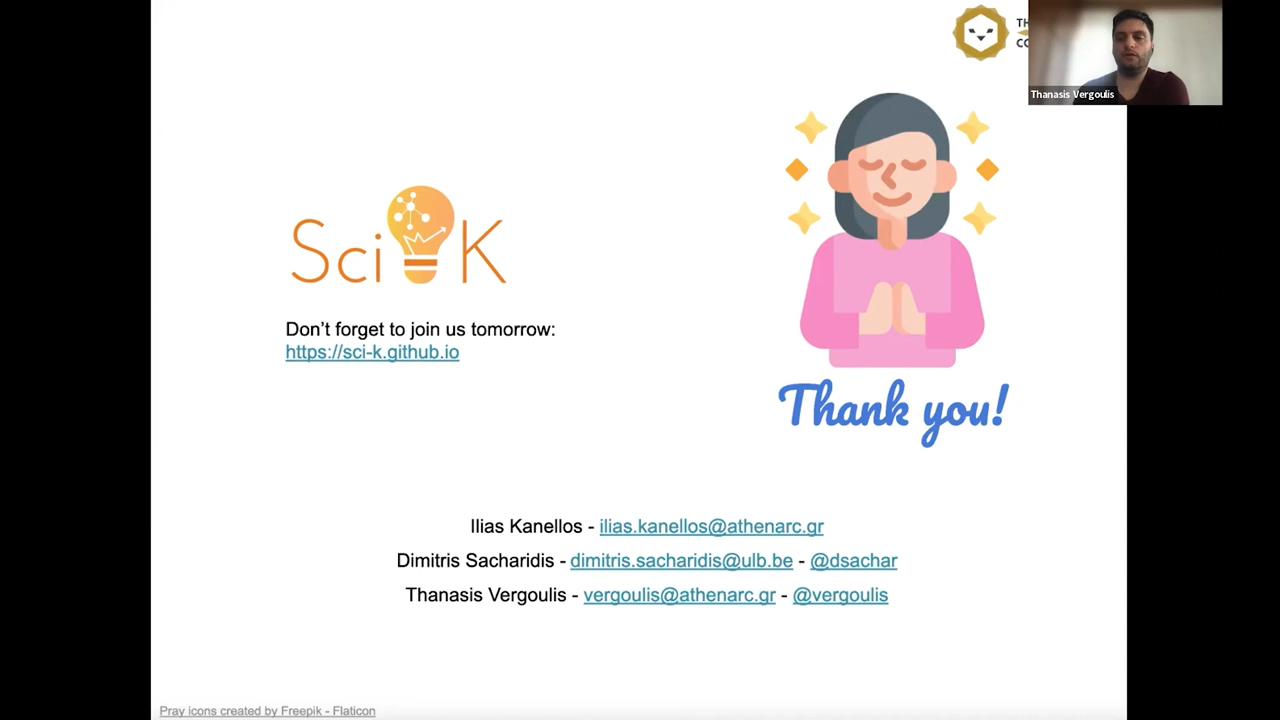 Thanasis Vergoulis
Sci K
Don't forget to join us tomorrow:
https://sci-k.github.io
Thank you!
Ilias Kanellos - ilias.kanellos@athenarc.gr
Dimitris Sacharidis - dimitris.sacharidis@ulb.be - @dsachar
Thanasis Vergoulis - vergoulis@athenarc.gr - @vergoulis
Pray icons created by Freepik - Flaticon